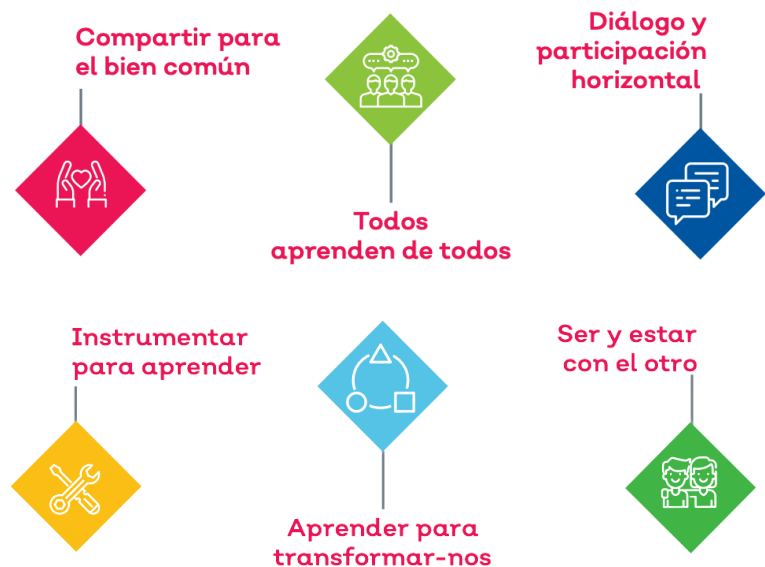 Compartir para
el bien común
Todos
aprenden de todos
Diálogo y
participación
horizontal
Instrumentar
para aprender
Aprender para
transformar-nos
Ser y estar
con el otro